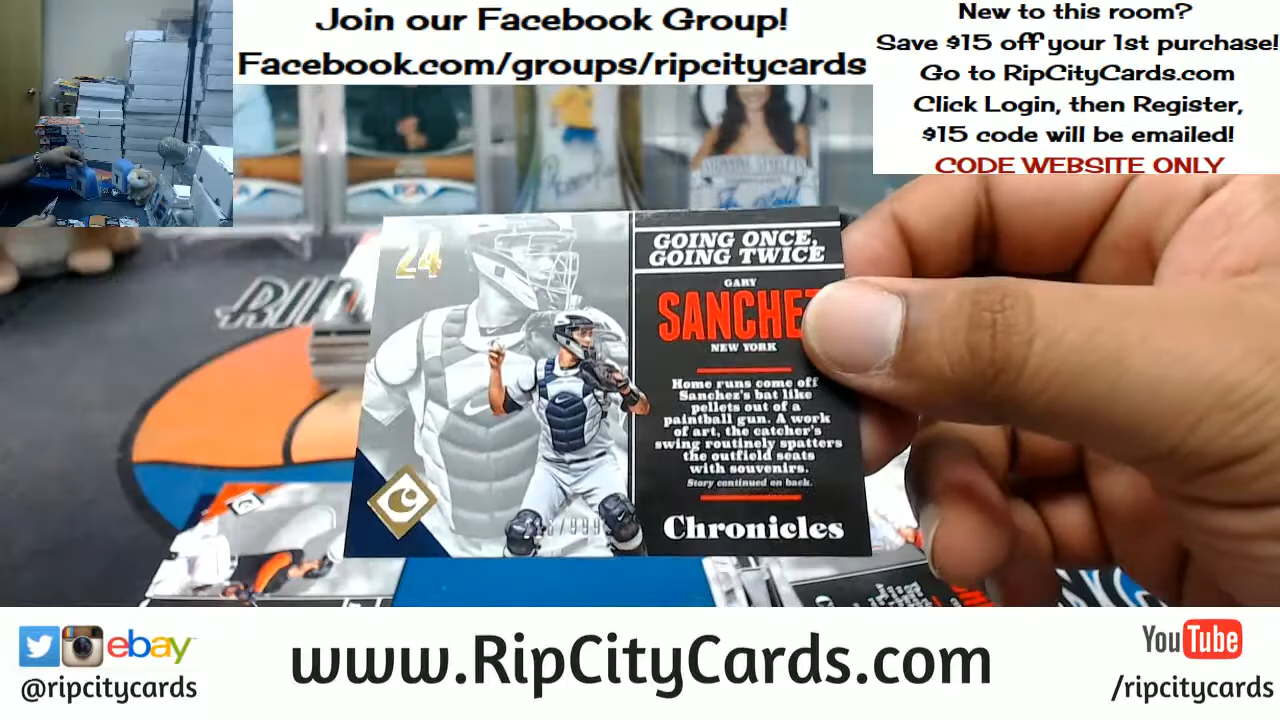 Join our Facebook Group!
Facebook.com/groups/ripcitycards
New to this room?
Save $15 off your 1st purchase!
Go to RipCityCards.com
Click Login, then Register,
$15 code will be emailed!
CODE WEBSITE ONLY
24
GOING ONCE,
GOING TWICE
GARY
SANCHE
NEW YORK
Home runs come off
Sanchez's bat like
pellets out of a
paintball gun. A work
of art, the catcher's
swing routinely spatters
the outfield seats
with souvenirs.
Story continued on back.
Chronicles
RIP
ebay
@ripcitycards
www.RipCityCards.com
YouTube
/ripcitycards